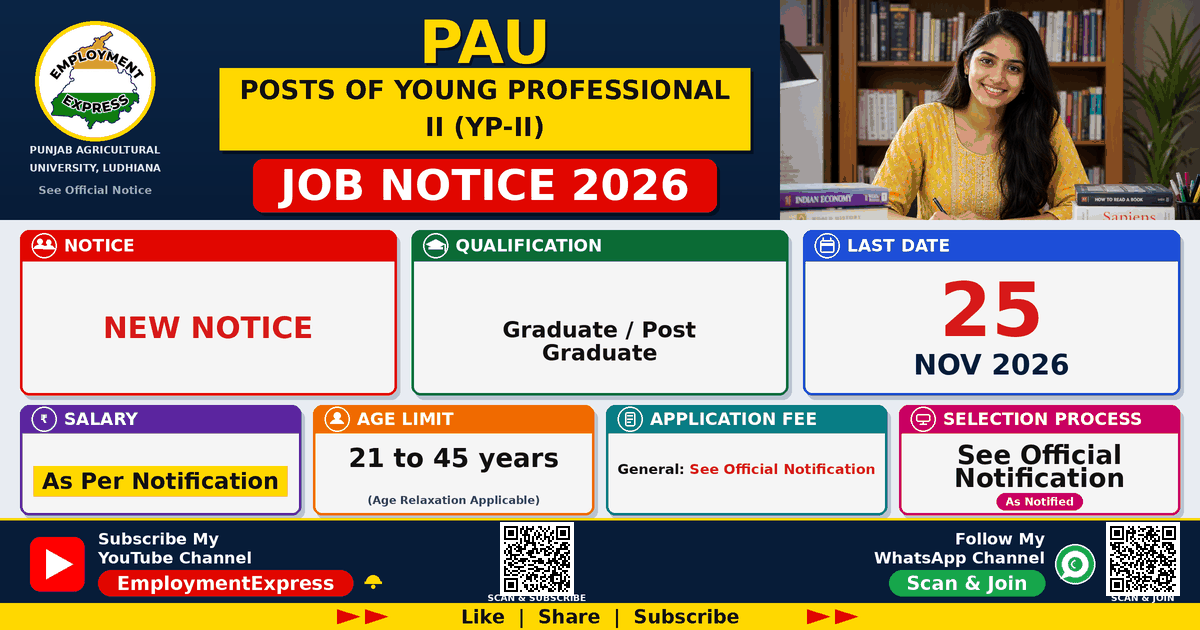 EMPLOYMENT
EXPRESS
PUNJAB AGRICULTURAL
UNIVERSITY, LUDHIANA
See Official Notice
PAU
POSTS OF YOUNG PROFESSIONAL
II (YP-II)
JOB NOTICE 2026
INDIAN ECONOMY
WORLD HISTORY
HOW TO READ A BOOK
Sapiens
NOTICE
NEW NOTICE
QUALIFICATION
Graduate / Post
Graduate
LAST DATE
25
NOV 2026
₹ SALARY
As Per Notification
AGE LIMIT
21 to 45 years
(Age Relaxation Applicable)
APPLICATION FEE
General: See Official Notification
SELECTION PROCESS
See Official
Notification
As Notified
Subscribe My
YouTube Channel
EmploymentExpress
SCAN & SUBSCRIBE
Follow My
WhatsApp Channel
Scan & Join
SCAN & JOIN
Like | Share | Subscribe